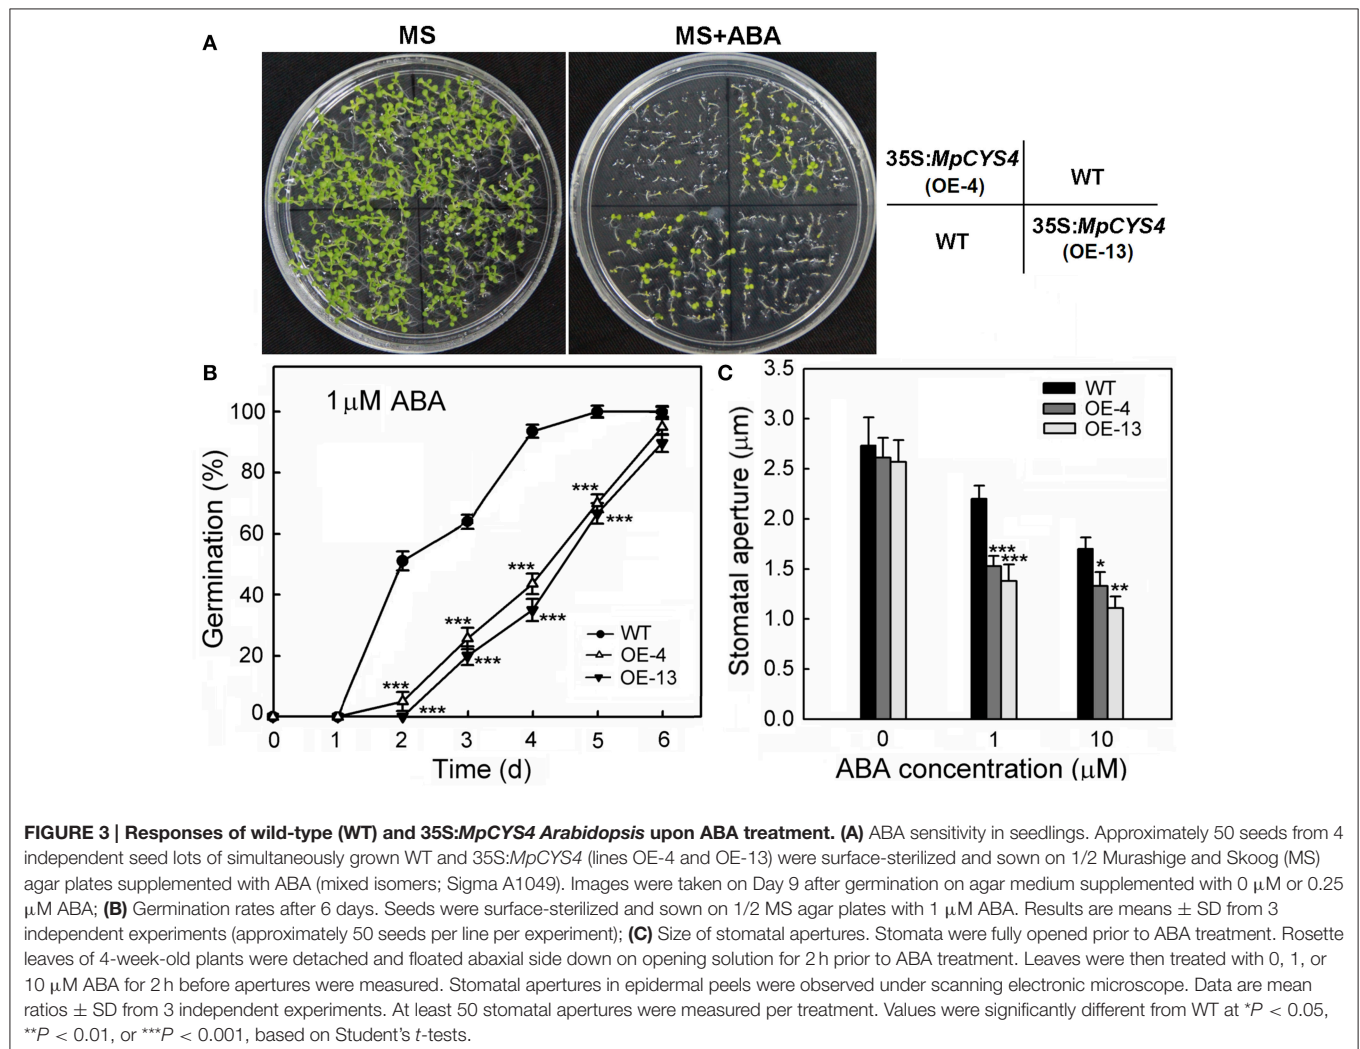 A
MS
MS+ABA
35S:MpCYS4
(OE-4)
WT
WT
35S:MpCYS4
(OE-13)
B
1μM ABA
Germination (%)
100
80
60
40
20
0
***
***
***
***
***
***
***
***
WT
OE-4
OE-13
0 1 2 3 4 5 6
Time (d)
C
Stomatal aperture (μm)
3.5
3.0
2.5
2.0
1.5
1.0
0.5
0.0
WT
OE-4
OE-13
***
***
*
**
0 1 10
ABA concentration (μM)
FIGURE 3 | Responses of wild-type (WT) and 35S:MpCYS4 Arabidopsis upon ABA treatment. (A) ABA sensitivity in seedlings. Approximately 50 seeds from 4
independent seed lots of simultaneously grown WT and 35S:MpCYS4 (lines OE-4 and OE-13) were surface-sterilized and sown on 1/2 Murashige and Skoog (MS)
agar plates supplemented with ABA (mixed isomers; Sigma A1049). Images were taken on Day 9 after germination on agar medium supplemented with 0 μM or 0.25
μM ABA; (B) Germination rates after 6 days. Seeds were surface-sterilized and sown on 1/2 MS agar plates with 1 μM ABA. Results are means ± SD from 3
independent experiments (approximately 50 seeds per line per experiment); (C) Size of stomatal apertures. Stomata were fully opened prior to ABA treatment. Rosette
leaves of 4-week-old plants were detached and floated abaxial side down on opening solution for 2 h prior to ABA treatment. Leaves were then treated with 0, 1, or
10 μM ABA for 2 h before apertures were measured. Stomatal apertures in epidermal peels were observed under scanning electronic microscope. Data are mean
ratios ± SD from 3 independent experiments. At least 50 stomatal apertures were measured per treatment. Values were significantly different from WT at *P < 0.05,
**P < 0.01, or ***P < 0.001, based on Student's t-tests.